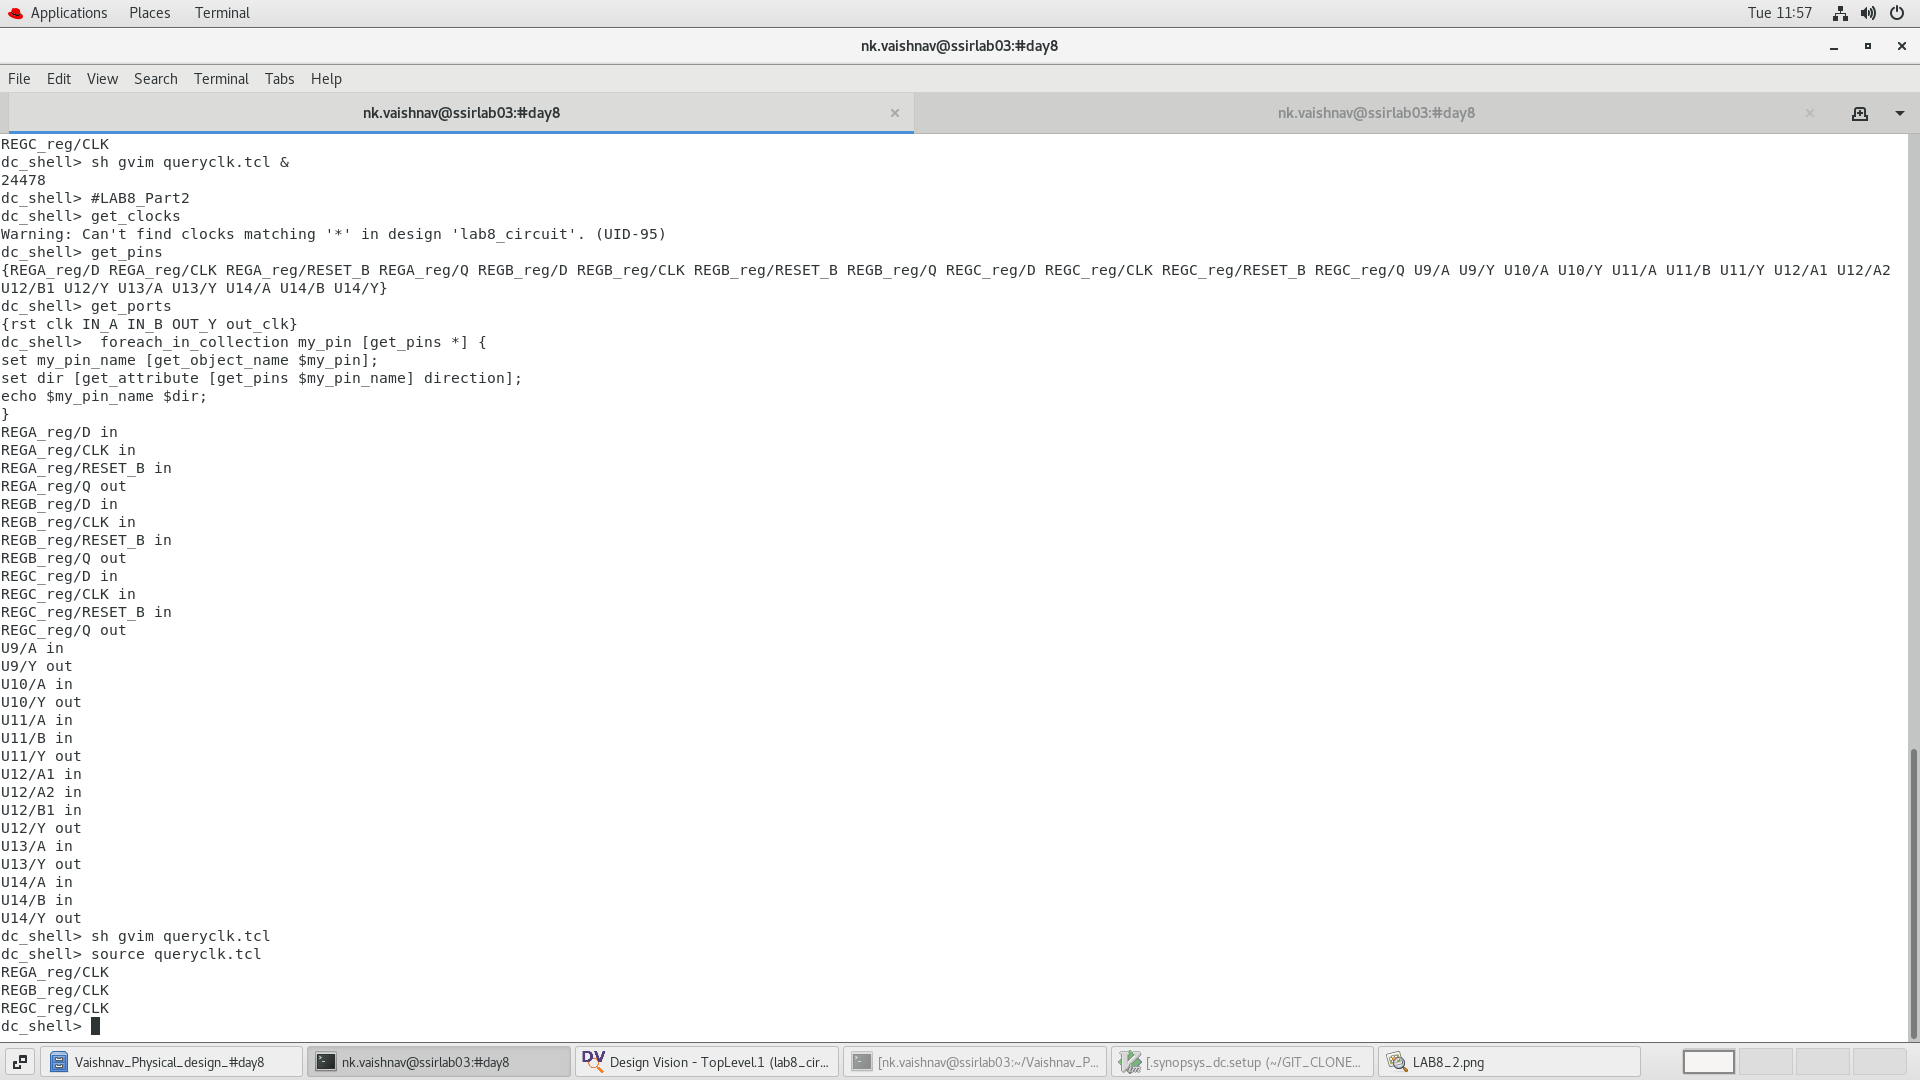 Applications Places Terminal Tue 11:57
nk.vaishnav@ssirlab03:#day8
File Edit View Search Terminal Tabs Help
nk.vaishnav@ssirlab03:#day8 nk.vaishnav@ssirlab03:#day8
REGC_reg/CLK
dc_shell> sh gvim queryclk.tcl &
24478
dc_shell> #LAB8_Part2
dc_shell> get_clocks
Warning: Can't find clocks matching '*' in design 'lab8_circuit'. (UID-95)
dc_shell> get_pins
{REGA_reg/D REGA_reg/CLK REGA_reg/RESET_B REGA_reg/Q REGB_reg/D REGB_reg/CLK REGB_reg/RESET_B REGB_reg/Q REGC_reg/D REGC_reg/CLK REGC_reg/RESET_B REGC_reg/Q U9/A U9/Y U10/A U10/Y U11/A U11/B U11/Y U12/A1 U12/A2
U12/B1 U12/Y U13/A U13/Y U14/A U14/B U14/Y}
dc_shell> get_ports
{rst clk IN_A IN_B OUT_Y out_clk}
dc_shell>  foreach_in_collection my_pin [get_pins *] {
set my_pin_name [get_object_name $my_pin];
set dir [get_attribute [get_pins $my_pin_name] direction];
echo $my_pin_name $dir;
}
REGA_reg/D in
REGA_reg/CLK in
REGA_reg/RESET_B in
REGA_reg/Q out
REGB_reg/D in
REGB_reg/CLK in
REGB_reg/RESET_B in
REGB_reg/Q out
REGC_reg/D in
REGC_reg/CLK in
REGC_reg/RESET_B in
REGC_reg/Q out
U9/A in
U9/Y out
U10/A in
U10/Y out
U11/A in
U11/B in
U11/Y out
U12/A1 in
U12/A2 in
U12/B1 in
U12/Y out
U13/A in
U13/Y out
U14/A in
U14/B in
U14/Y out
dc_shell> sh gvim queryclk.tcl
dc_shell> source queryclk.tcl
REGA_reg/CLK
REGB_reg/CLK
REGC_reg/CLK
dc_shell>
Vaishnav_Physical_design_#day8 nk.vaishnav@ssirlab03:#day8 DV Design Vision - TopLevel.1 (lab8_cir... [nk.vaishnav@ssirlab03:~/Vaishnav_P... [.synopsys_dc.setup (~/GIT_CLONE... LAB8_2.png